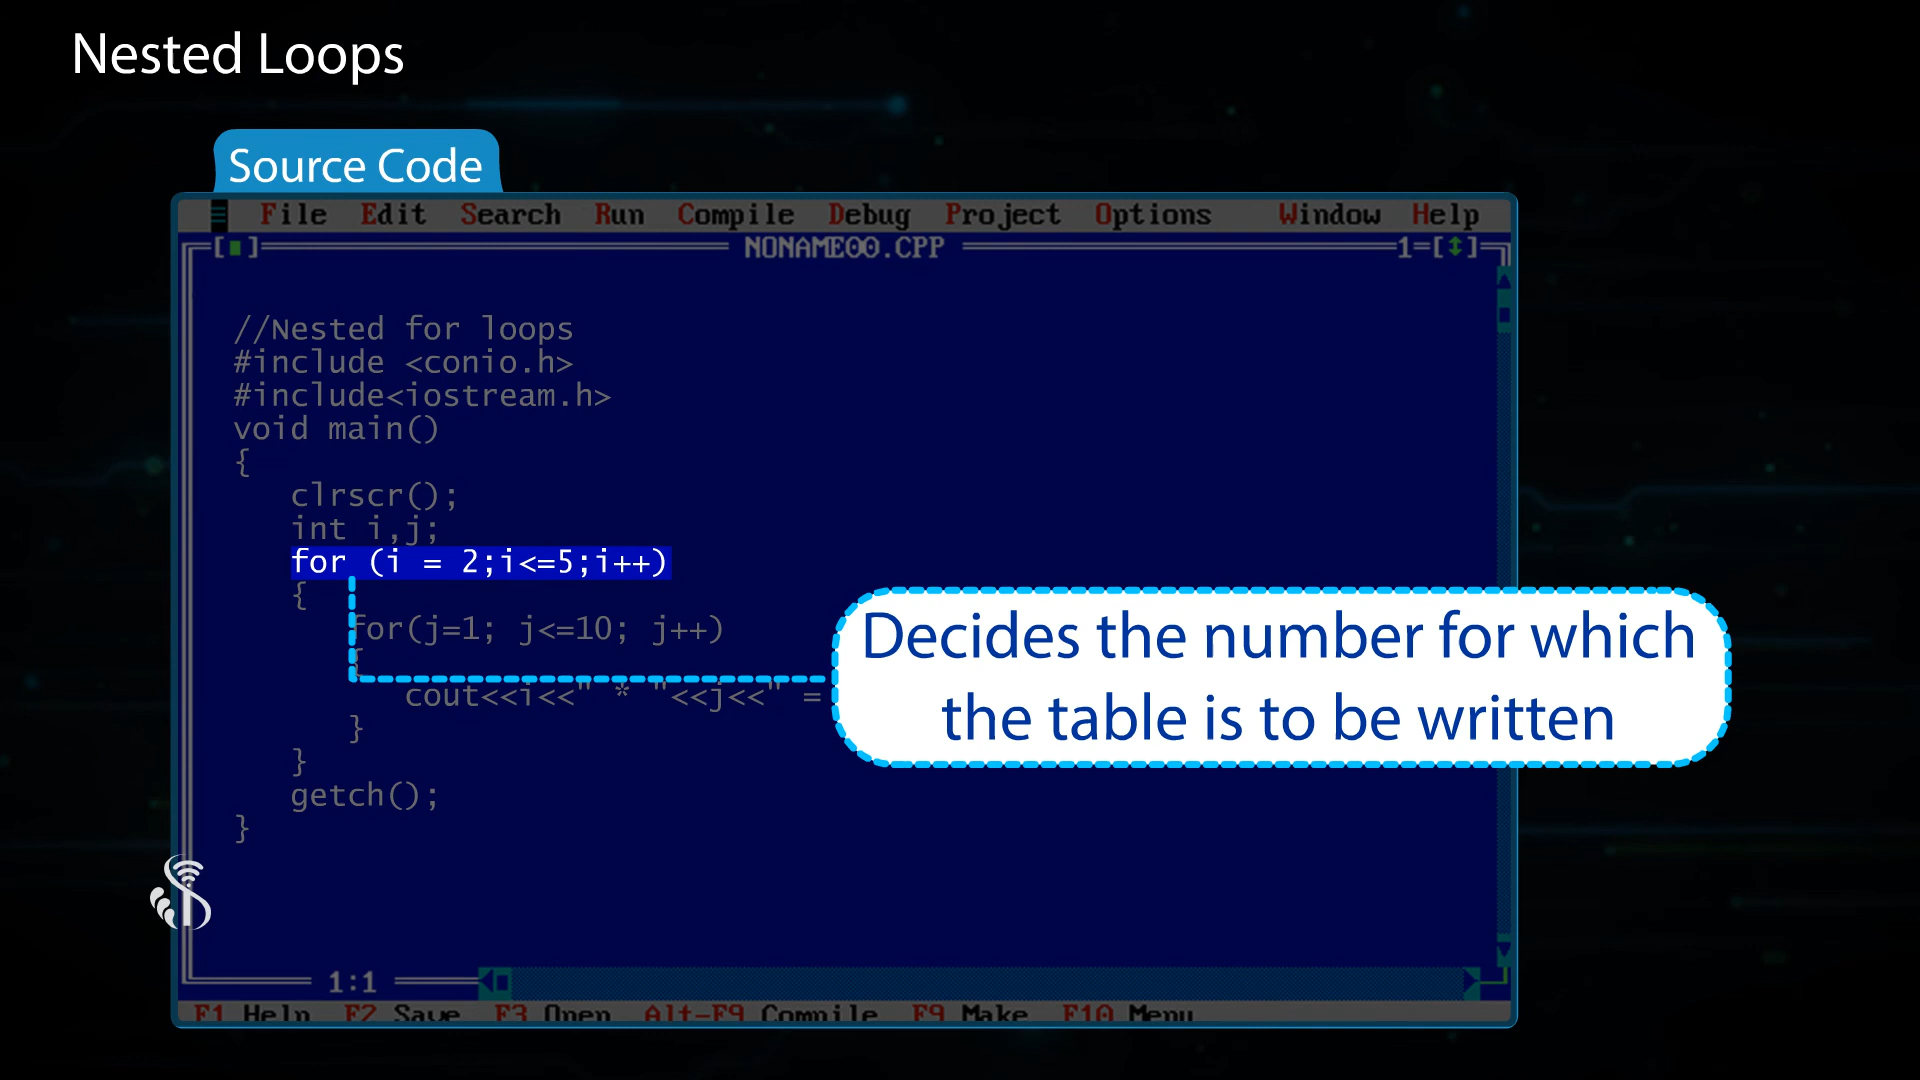 Nested Loops
Source Code
File Edit Search Run Compile Debug Project Options Window Help
[■] NONAME00.CPP 1=[↕]
//Nested for loops
#include <conio.h>
#include<iostream.h>
void main()
{
clrscr();
int i,j;
for (i = 2;i<=5;i++)
{
for(j=1; j<=10; j++)
{
cout<<i<<" * "<<j<<" =
}
}
getch();
}
Decides the number for which
the table is to be written
1:1
F1 Help F2 Save F3 Open Alt-F9 Compile F9 Make F10 Menu